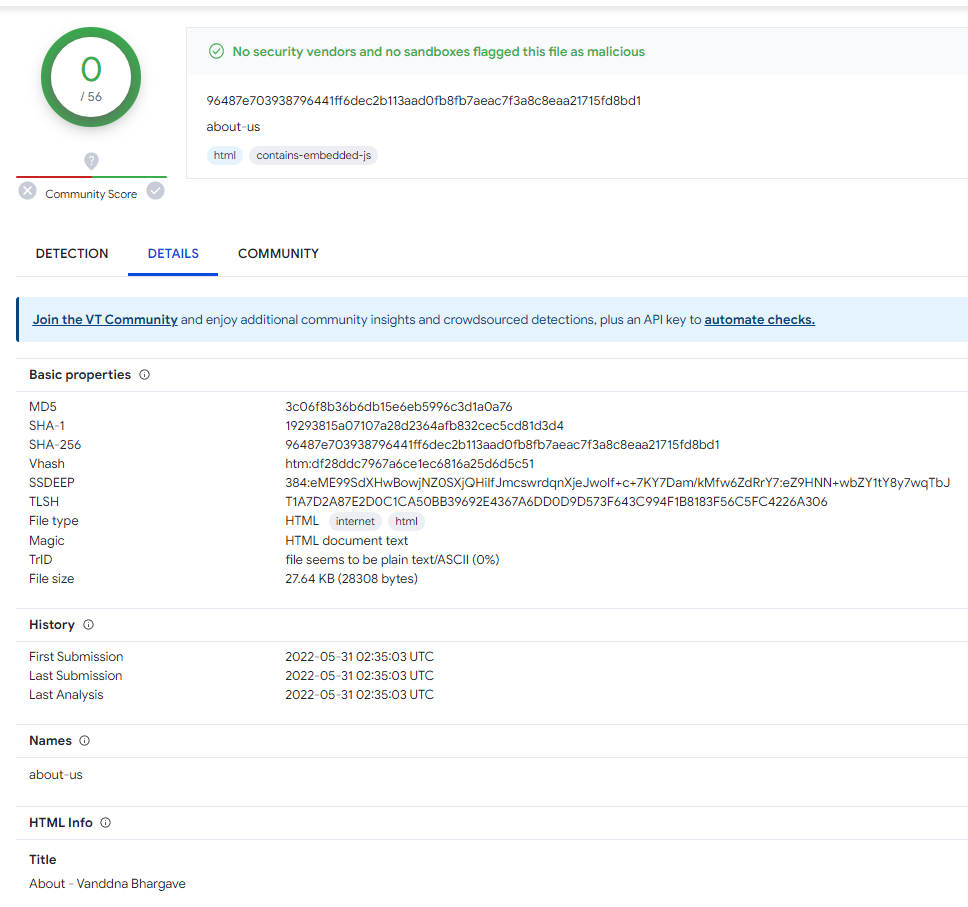 0
/ 56
?
Community Score
No security vendors and no sandboxes flagged this file as malicious
96487e703938796441ff6dec2b113aad0fb8fb7aeac7f3a8c8eaa21715fd8bd1
about-us
html contains-embedded-js
DETECTION DETAILS COMMUNITY
Join the VT Community and enjoy additional community insights and crowdsourced detections, plus an API key to automate checks.
Basic properties
MD5 3c06f8b36b6db15e6eb5996c3d1a0a76
SHA-1 19293815a07107a28d2364afb832cec5cd81d3d4
SHA-256 96487e703938796441ff6dec2b113aad0fb8fb7aeac7f3a8c8eaa21715fd8bd1
Vhash htm:df28ddc7967a6ce1ec6816a25d6d5c51
SSDEEP 384:eME99SdXHwBowjNZ0SXjQHilfJmcswrdqnXjeJwoIf+c+7KY7Dam/kMfw6ZdRrY7:eZ9HNN+wbZY1tY8y7wqTbJ
TLSH T1A7D2A87E2D0C1CA50BB39692E4367A6DD0D9D573F643C994F1B8183F56C5FC4226A306
File type HTML internet html
Magic HTML document text
TrID file seems to be plain text/ASCII (0%)
File size 27.64 KB (28308 bytes)
History
First Submission 2022-05-31 02:35:03 UTC
Last Submission 2022-05-31 02:35:03 UTC
Last Analysis 2022-05-31 02:35:03 UTC
Names
about-us
HTML Info
Title
About - Vanddna Bhargave